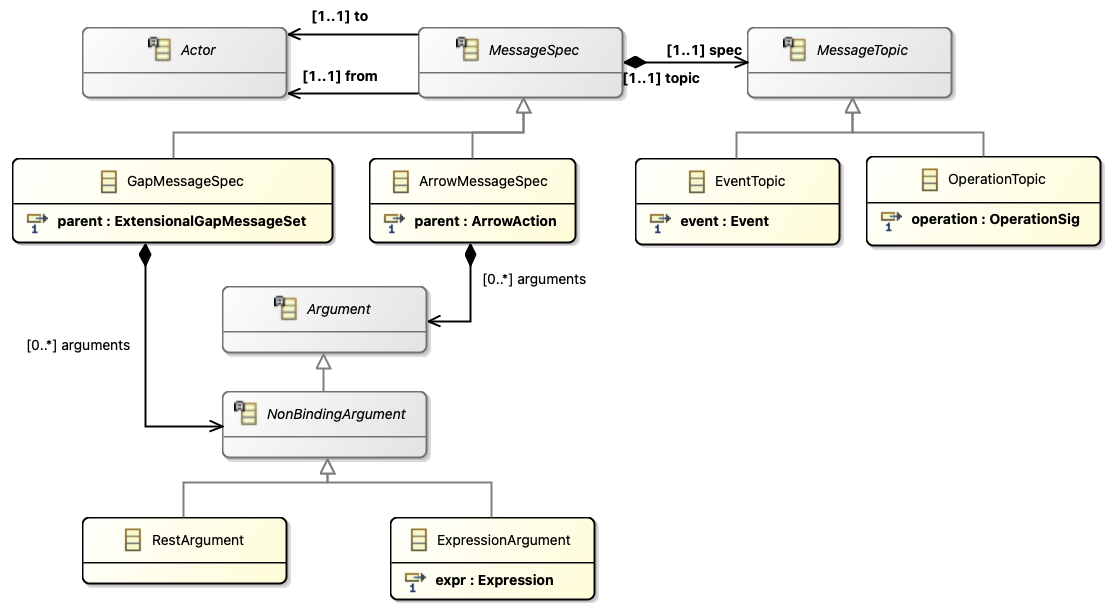 [1..1] to
Actor
MessageSpec
[1..1] spec
MessageTopic
[1..1] from
[1..1] topic
GapMessageSpec
parent : ExtensionalGapMessageSet
ArrowMessageSpec
parent : ArrowAction
EventTopic
event : Event
OperationTopic
operation : OperationSig
[0..*] arguments
Argument
[0..*] arguments
NonBindingArgument
RestArgument
ExpressionArgument
expr : Expression